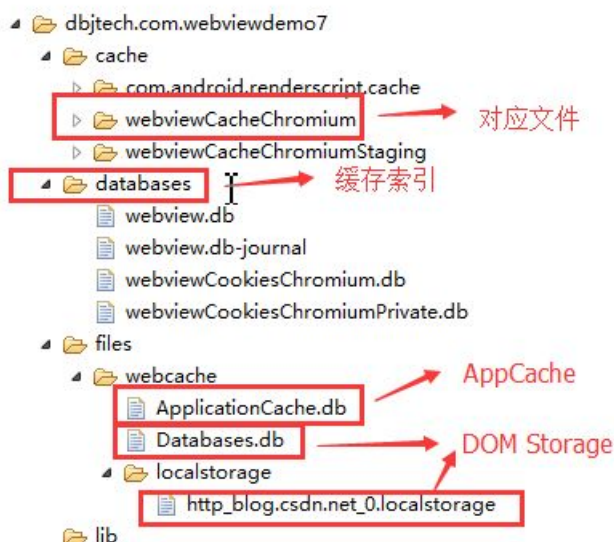 dbjtech.com.webviewdemo7
cache
com.android.renderscript.cache
webviewCacheChromium
对应文件
webviewCacheChromiumStaging
databases
缓存索引
webview.db
webview.db-journal
webviewCookiesChromium.db
webviewCookiesChromiumPrivate.db
files
webcache
AppCache
ApplicationCache.db
Databases.db
DOM Storage
localstorage
http_blog.csdn.net_0.localstorage
lib